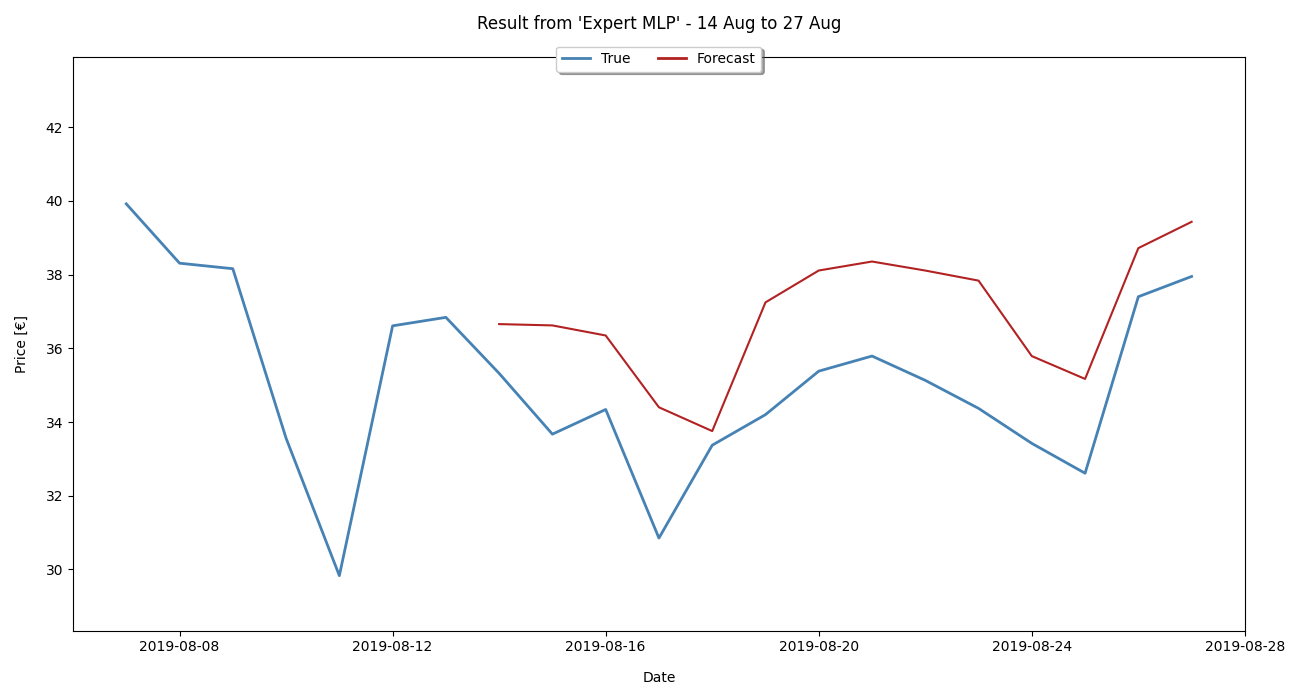 Result from 'Expert MLP' - 14 Aug to 27 Aug
True Forecast
Price [€]
42
40
38
36
34
32
30
2019-08-08 2019-08-12 2019-08-16 2019-08-20 2019-08-24 2019-08-28
Date